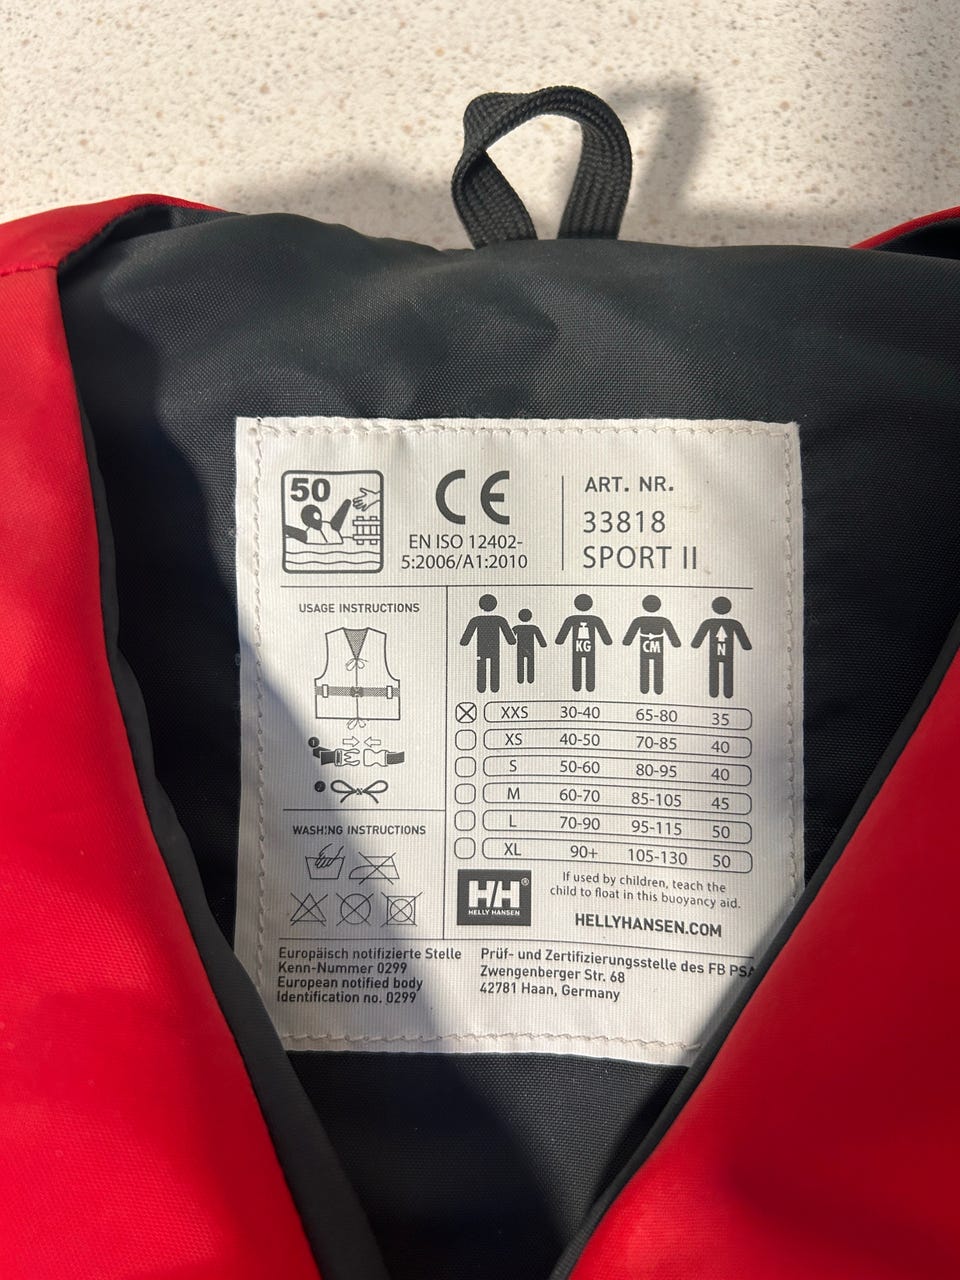 50
CE
EN ISO 12402-
5:2006/A1:2010
ART. NR.
33818
SPORT II
USAGE INSTRUCTIONS
1
2
WASHING INSTRUCTIONS
KG CM N
XXS 30-40 65-80 35
XS 40-50 70-85 40
S 50-60 80-95 40
M 60-70 85-105 45
L 70-90 95-115 50
XL 90+ 105-130 50
HH®
HELLY HANSEN
If used by children, teach the
child to float in this buoyancy aid.
HELLYHANSEN.COM
Europäisch notifizierte Stelle
Kenn-Nummer 0299
European notified body
Identification no. 0299
Prüf- und Zertifizierungsstelle des FB PSA
Zwengenberger Str. 68
42781 Haan, Germany